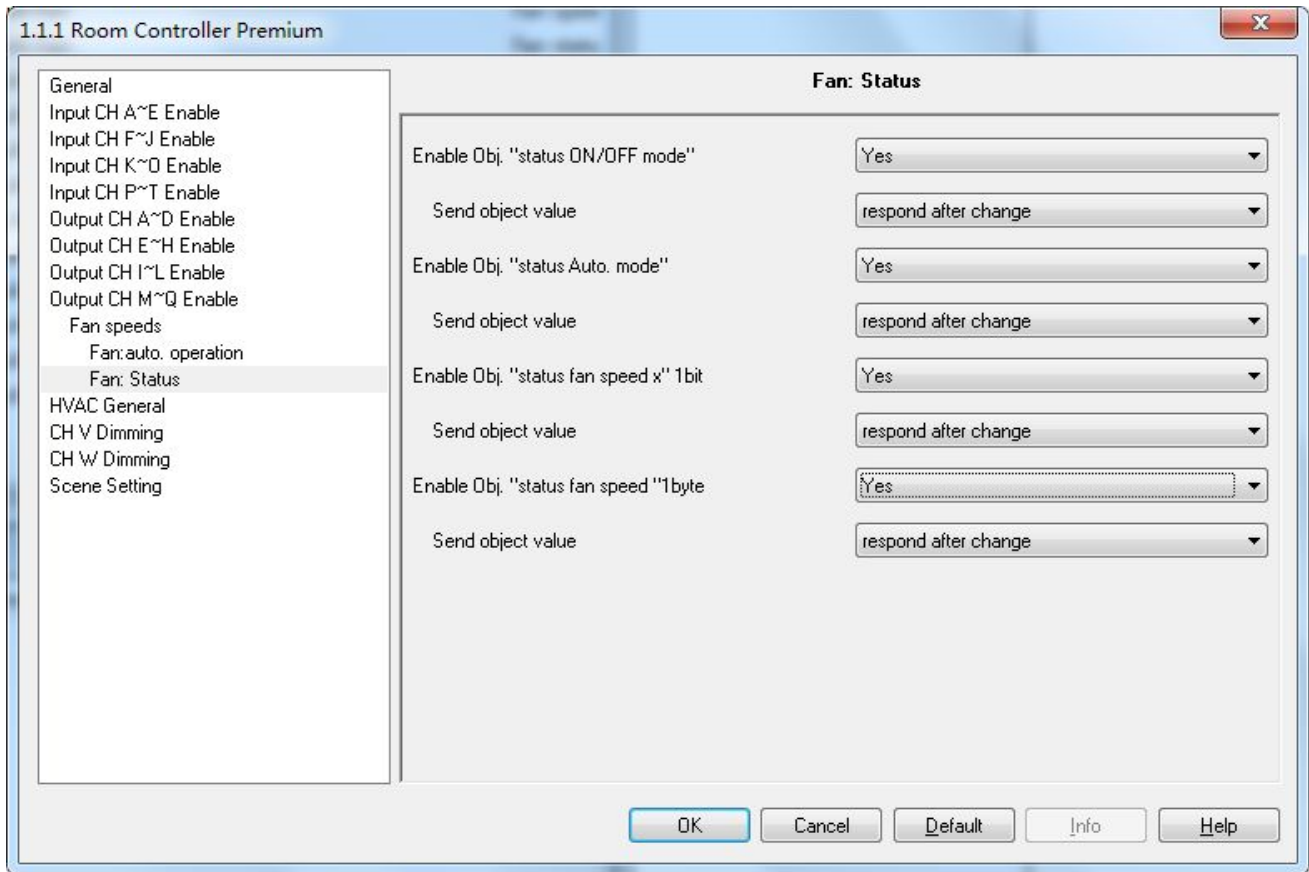 1.1.1 Room Controller Premium
General
Input CH A~E Enable
Input CH F~J Enable
Input CH K~O Enable
Input CH P~T Enable
Output CH A~D Enable
Output CH E~H Enable
Output CH I~L Enable
Output CH M~Q Enable
Fan speeds
Fan:auto. operation
Fan: Status
HVAC General
CH V Dimming
CH W Dimming
Scene Setting
Fan: Status
Enable Obj. "status ON/OFF mode" Yes
Send object value respond after change
Enable Obj. "status Auto. mode" Yes
Send object value respond after change
Enable Obj. "status fan speed x" 1bit Yes
Send object value respond after change
Enable Obj. "status fan speed "1byte Yes
Send object value respond after change
OK Cancel Default Info Help